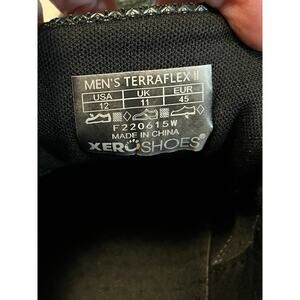 MEN'S TERRAFLEX II
USA UK EUR
12 11 45
F220615W
MADE IN CHINA
XEROSHOES